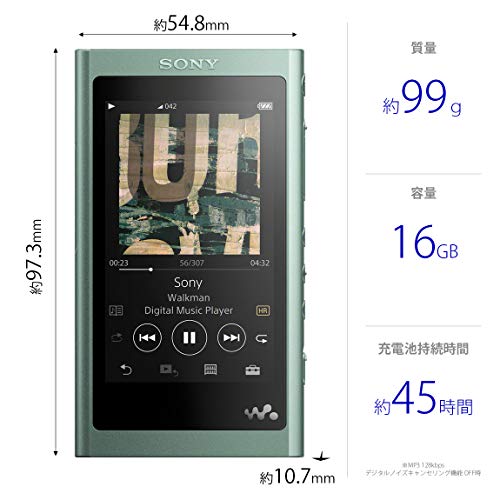 約54.8mm
SONY
042
00:23 56/307 04:32
Sony
Walkman
Digital Music Player
HR
約97.3mm
約10.7mm
質量
約99g
容量
16GB
充電池持続時間
約45時間
※MP3 128kbps
デジタルノイズキャンセリング機能 OFF時